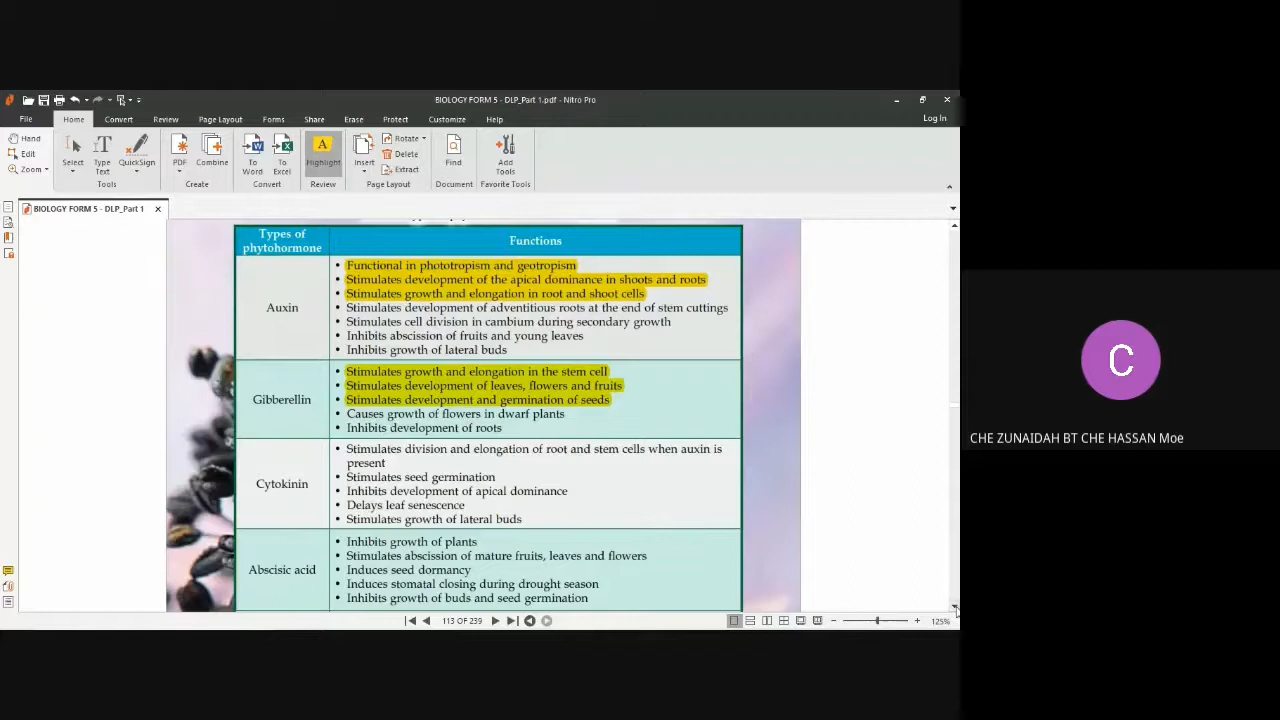 BIOLOGY FORM 5 - DLP_Part 1.pdf - Nitro Pro
File Home Convert Review Page Layout Forms Share Erase Protect Customize Help Log In
Hand
Edit
Zoom
Select
Type Text
QuickSign
Tools
PDF
Combine
Create
To Word
To Excel
Convert
Highlight
Review
Insert
Rotate
Delete
Extract
Page Layout
Find
Document
Add Tools
Favorite Tools
BIOLOGY FORM 5 - DLP_Part 1
Types of phytohormone
Functions
Auxin
• Functional in phototropism and geotropism
• Stimulates development of the apical dominance in shoots and roots
• Stimulates growth and elongation in root and shoot cells
• Stimulates development of adventitious roots at the end of stem cuttings
• Stimulates cell division in cambium during secondary growth
• Inhibits abscission of fruits and young leaves
• Inhibits growth of lateral buds
Gibberellin
• Stimulates growth and elongation in the stem cell
• Stimulates development of leaves, flowers and fruits
• Stimulates development and germination of seeds
• Causes growth of flowers in dwarf plants
• Inhibits development of roots
Cytokinin
• Stimulates division and elongation of root and stem cells when auxin is
present
• Stimulates seed germination
• Inhibits development of apical dominance
• Delays leaf senescence
• Stimulates growth of lateral buds
Abscisic acid
• Inhibits growth of plants
• Stimulates abscission of mature fruits, leaves and flowers
• Induces seed dormancy
• Induces stomatal closing during drought season
• Inhibits growth of buds and seed germination
113 OF 239
125%
C
CHE ZUNAIDAH BT CHE HASSAN Moe